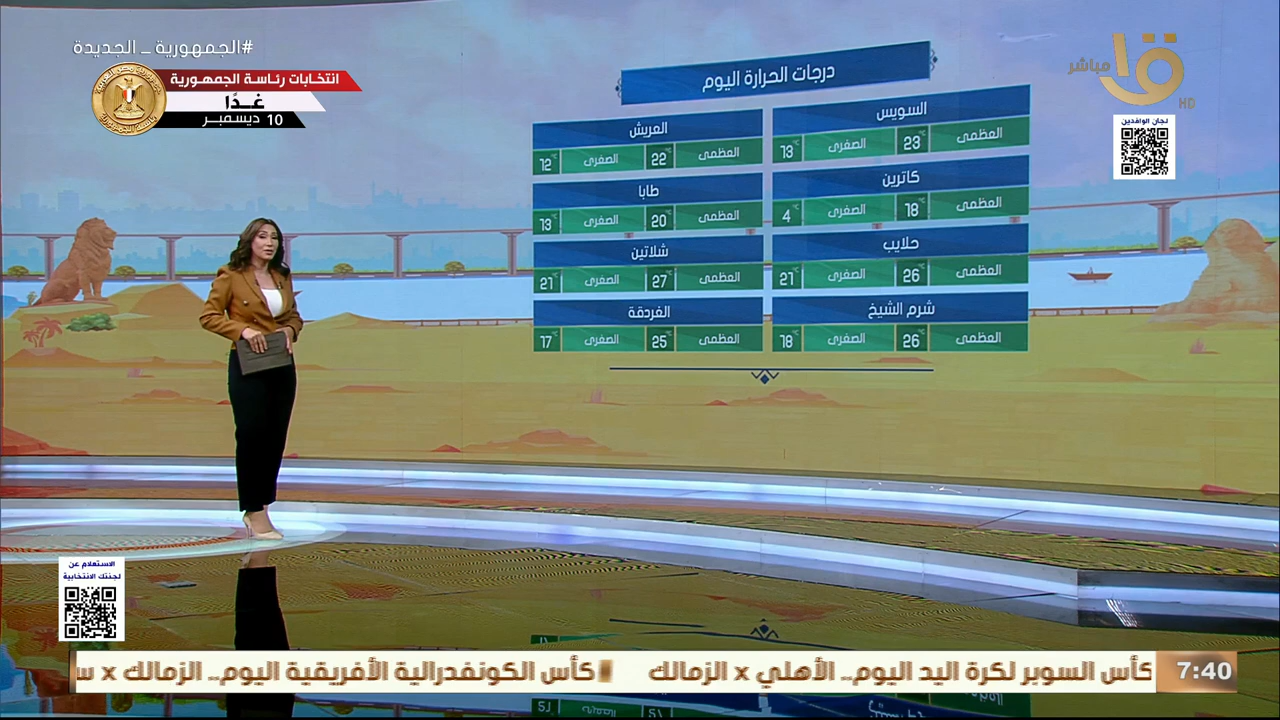 #الجمهورية _ الجديدة
انتخابات رئاسة الجمهورية
غدًا
10 ديسمبر
مباشر
HD
لجان الوافدين
درجات الحرارة اليوم
السويس
العظمى 23°C الصغرى 13°C
العريش
العظمى 22°C الصغرى 12°C
كاترين
العظمى 18°C الصغرى 4°C
طابا
العظمى 20°C الصغرى 13°C
حلايب
العظمى 26°C الصغرى 21°C
شلاتين
العظمى 27°C الصغرى 21°C
شرم الشيخ
العظمى 26°C الصغرى 18°C
الغردقة
العظمى 25°C الصغرى 17°C
الاستعلام عن
لجنتك الانتخابية
7:40 كأس السوبر لكرة اليد اليوم.. الأهلي x الزمالك كأس الكونفدرالية الأفريقية اليوم.. الزمالك x س